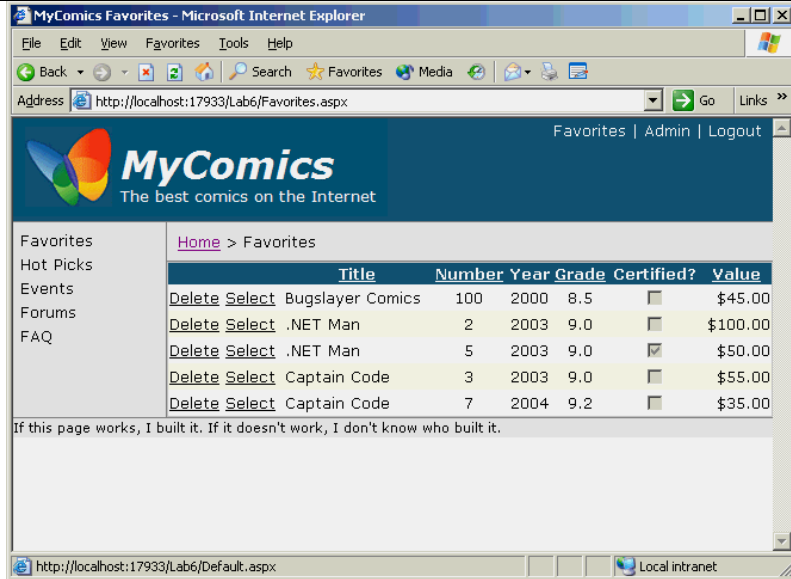 MyComics Favorites - Microsoft Internet Explorer
File Edit View Favorites Tools Help
Back Search Favorites Media
Address http://localhost:17933/Lab6/Favorites.aspx Go Links »
Favorites | Admin | Logout
MyComics
The best comics on the Internet
Favorites
Hot Picks
Events
Forums
FAQ
Home > Favorites
Title Number Year Grade Certified? Value
Delete Select Bugslayer Comics 100 2000 8.5 $45.00
Delete Select .NET Man 2 2003 9.0 $100.00
Delete Select .NET Man 5 2003 9.0 $50.00
Delete Select Captain Code 3 2003 9.0 $55.00
Delete Select Captain Code 7 2004 9.2 $35.00
If this page works, I built it. If it doesn't work, I don't know who built it.
http://localhost:17933/Lab6/Default.aspx Local intranet